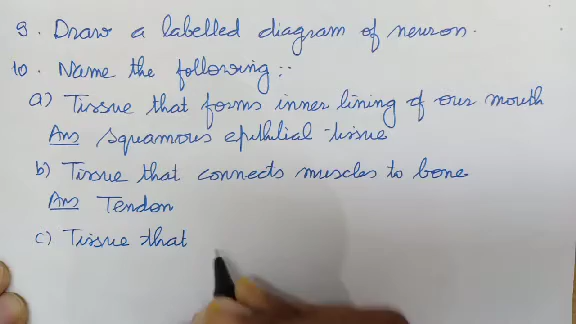 9. Draw a labelled diagram of neuron.
10. Name the following :-
a) Tissue that forms inner lining of our mouth
Ans Squamous epithelial tissue
b) Tissue that connects muscles to bone
Ans Tendon
c) Tissue that